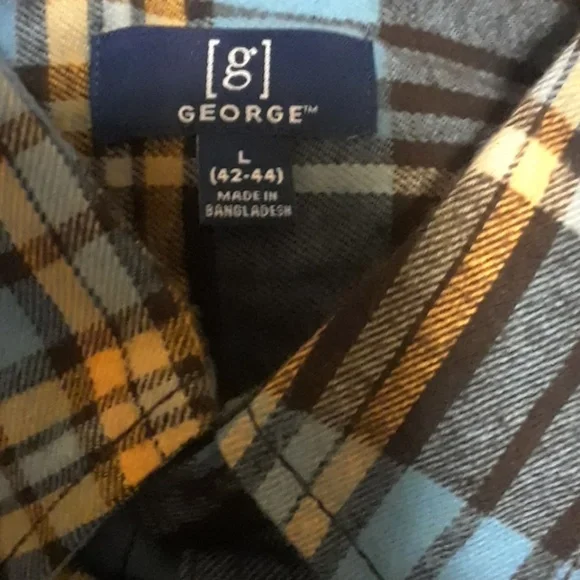 [g]
GEORGE™
L
(42-44)
MADE IN
BANGLADESH